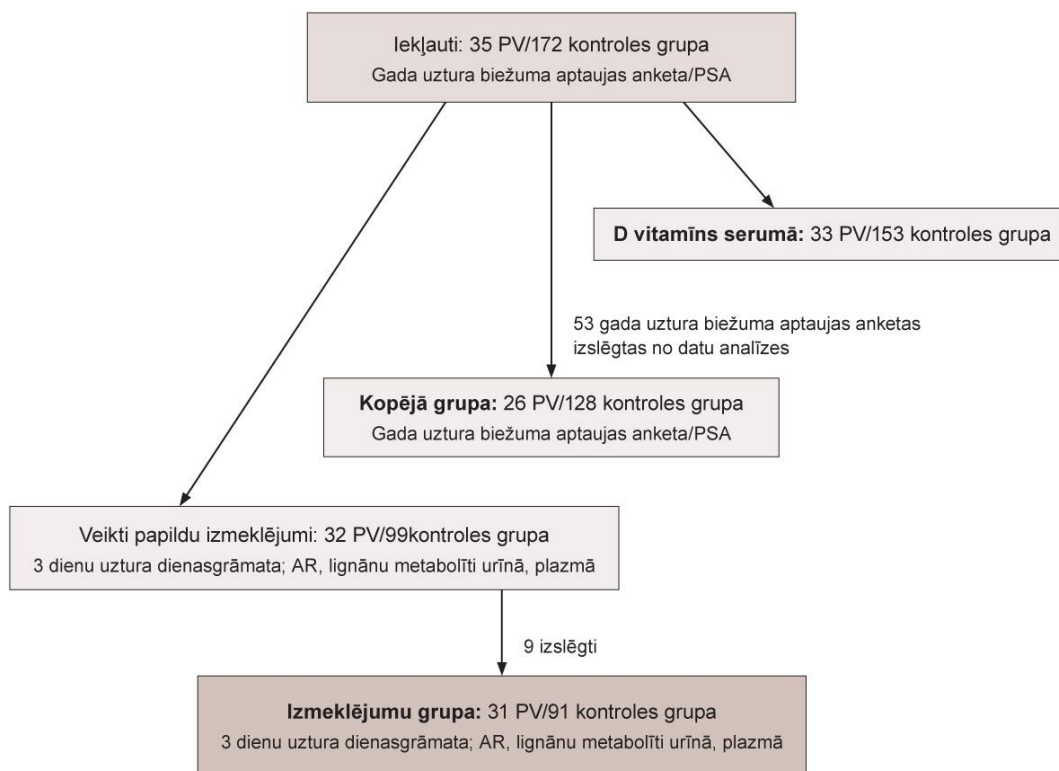 Iekļauti: 35 PV/172 kontroles grupa
Gada uztura biežuma aptaujas anketa/PSA
D vitamīns serumā: 33 PV/153 kontroles grupa
53 gada uztura biežuma aptaujas anketas
izslēgtas no datu analīzes
Kopējā grupa: 26 PV/128 kontroles grupa
Gada uztura biežuma aptaujas anketa/PSA
Veikti papildu izmeklējumi: 32 PV/99kontroles grupa
3 dienu uztura dienasgrāmata; AR, lignānu metabolīti urīnā, plazmā
9 izslēgti
Izmeklējumu grupa: 31 PV/91 kontroles grupa
3 dienu uztura dienasgrāmata; AR, lignānu metabolīti urīnā, plazmā